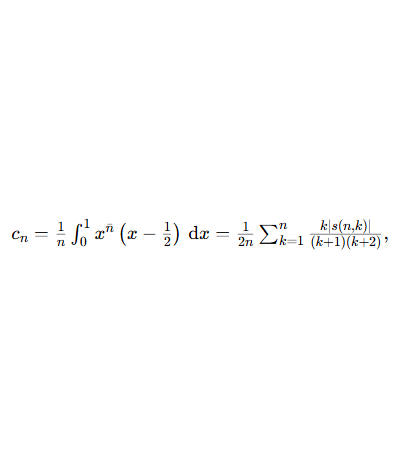 c_n = \frac{1}{n} \int_0^1 x^{\bar{n}} \left( x - \frac{1}{2} \right) \, \mathrm{d}x = \frac{1}{2n} \sum_{k=1}^{n} \frac{k|s(n,k)|}{(k+1)(k+2)},